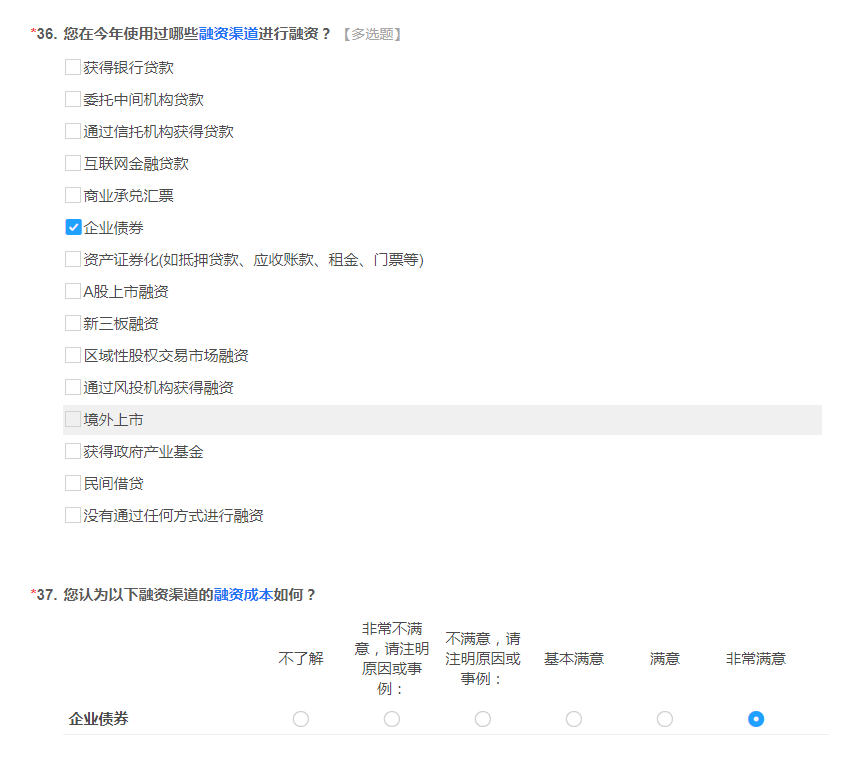 *36. 您在今年使用过哪些融资渠道进行融资？【多选题】
获得银行贷款
委托中间机构贷款
通过信托机构获得贷款
互联网金融贷款
商业承兑汇票
企业债券
资产证券化(如抵押贷款、应收账款、租金、门票等)
A股上市融资
新三板融资
区域性股权交易市场融资
通过风投机构获得融资
境外上市
获得政府产业基金
民间借贷
没有通过任何方式进行融资
*37. 您认为以下融资渠道的融资成本如何？
不了解
非常不满
意，请注明
原因或事
例：
不满意，请
注明原因或
事例：
基本满意
满意
非常满意
企业债券